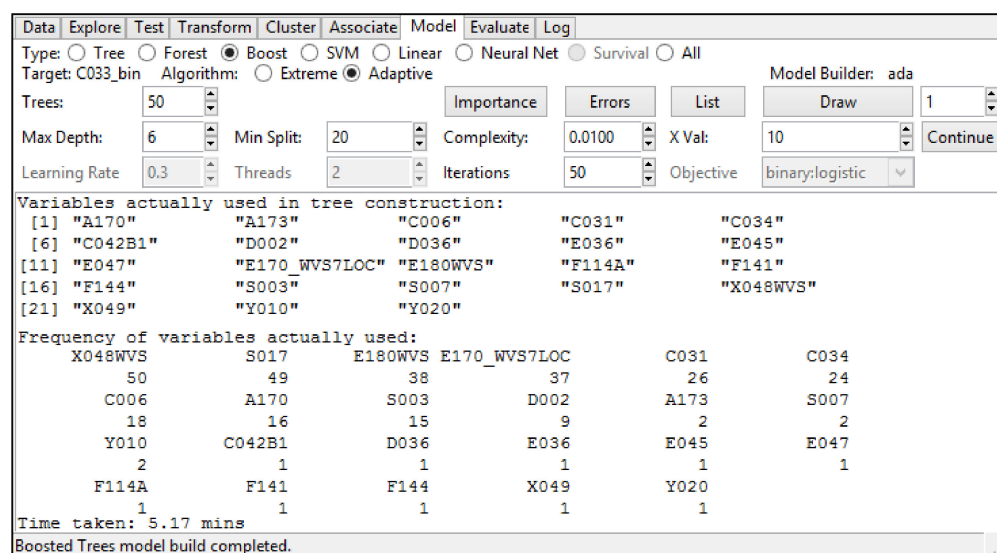 Data Explore Test Transform Cluster Associate Model Evaluate Log
Type: Tree Forest Boost SVM Linear Neural Net Survival All
Target: C033_bin Algorithm: Extreme Adaptive Model Builder: ada
Trees: 50 Importance Errors List Draw 1
Max Depth: 6 Min Split: 20 Complexity: 0.0100 X Val: 10 Continue
Learning Rate 0.3 Threads 2 Iterations 50 Objective binary:logistic
Variables actually used in tree construction:
[1] "A170" "A173" "C006" "C031" "C034"
[6] "C042B1" "D002" "D036" "E036" "E045"
[11] "E047" "E170_WVS7LOC" "E180WVS" "F114A" "F141"
[16] "F144" "S003" "S007" "S017" "X048WVS"
[21] "X049" "Y010" "Y020"
Frequency of variables actually used:
X048WVS S017 E180WVS E170_WVS7LOC C031 C034
50 49 38 37 26 24
C006 A170 S003 D002 A173 S007
18 16 15 9 2 2
Y010 C042B1 D036 E036 E045 E047
2 1 1 1 1 1
F114A F141 F144 X049 Y020
1 1 1 1 1
Time taken: 5.17 mins
Boosted Trees model build completed.